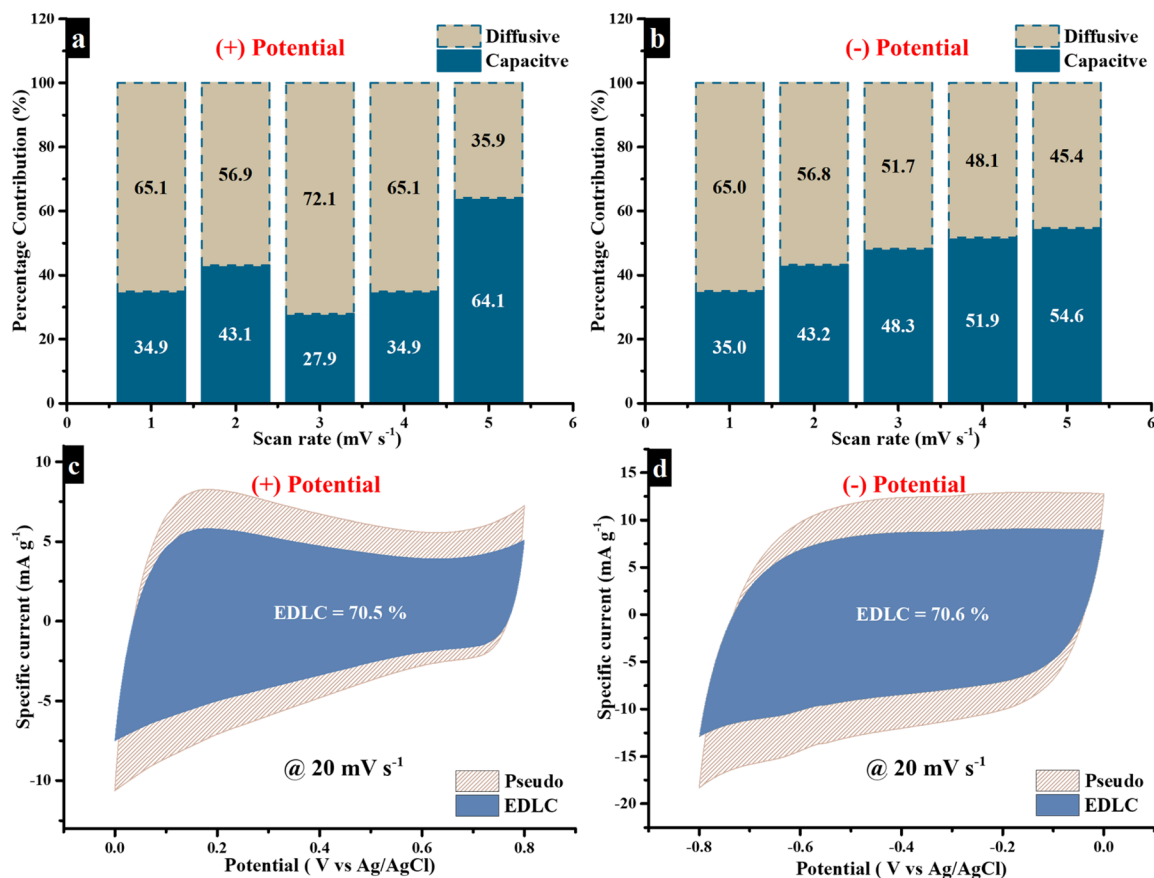 a
(+) Potential
Diffusive
Capacitve
Percentage Contribution (%)
120
100
80
60
40
20
0
65.1
56.9
72.1
65.1
35.9
34.9
43.1
27.9
34.9
64.1
0 1 2 3 4 5 6
Scan rate (mV s⁻¹)
b
(-) Potential
Diffusive
Capacitve
Percentage Contribution (%)
120
100
80
60
40
20
0
65.0
56.8
51.7
48.1
45.4
35.0
43.2
48.3
51.9
54.6
0 1 2 3 4 5 6
Scan rate (mV s⁻¹)
c
(+) Potential
Specific current (mA g⁻¹)
10
5
0
-5
-10
EDLC = 70.5 %
@ 20 mV s⁻¹
Pseudo
EDLC
0.0 0.2 0.4 0.6 0.8
Potential ( V vs Ag/AgCl)
d
(-) Potential
Specific current (mA g⁻¹)
15
10
5
0
-5
-10
-15
-20
EDLC = 70.6 %
@ 20 mV s⁻¹
Pseudo
EDLC
-0.8 -0.6 -0.4 -0.2 0.0
Potential ( V vs Ag/AgCl)